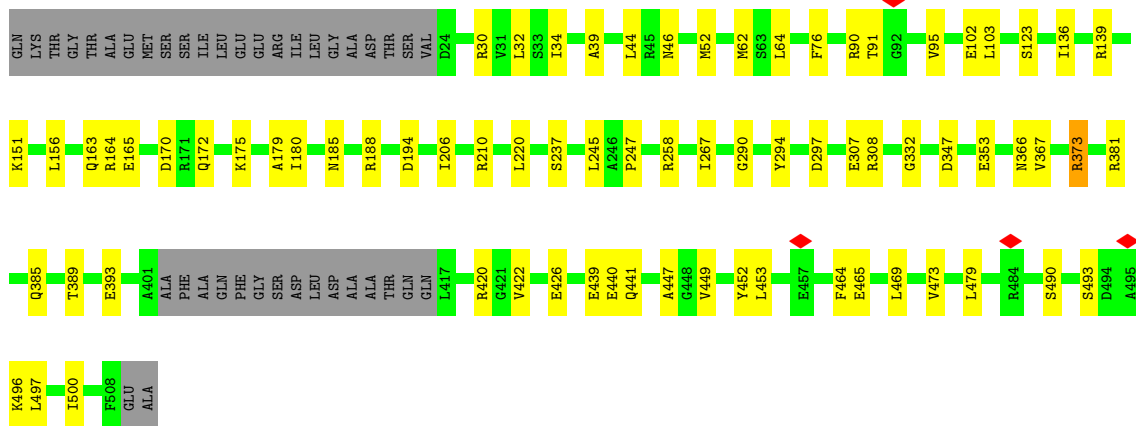 GLN LYS THR GLY THR ALA GLU MET SER SER ILE LEU GLU GLU ARG ILE LEU GLY ALA ASP THR SER VAL D24 R30 V31 L32 S33 I34 A39 L44 R45 N46 M52 M62 S63 L64 F76 R90 T91 G92 V95 E102 L103 S123 I136 R139
K151 L156 Q163 R164 E165 D170 R171 Q172 K175 A179 I180 N185 R188 D194 I206 R210 L220 S237 L245 A246 P247 R258 I267 G290 Y294 D297 E307 R308 G332 D347 E353 N366 V367 R373 R381
Q385 T389 E393 A401 ALA PHE ALA GLN PHE GLY SER ASP LEU ASP ALA ALA THR GLN GLN L417 R420 G421 V422 E426 E439 E440 Q441 A447 G448 V449 Y452 L453 E457 F464 E465 L469 V473 L479 R484 S490 S493 D494 A495
K496 L497 I500 F508 GLU ALA